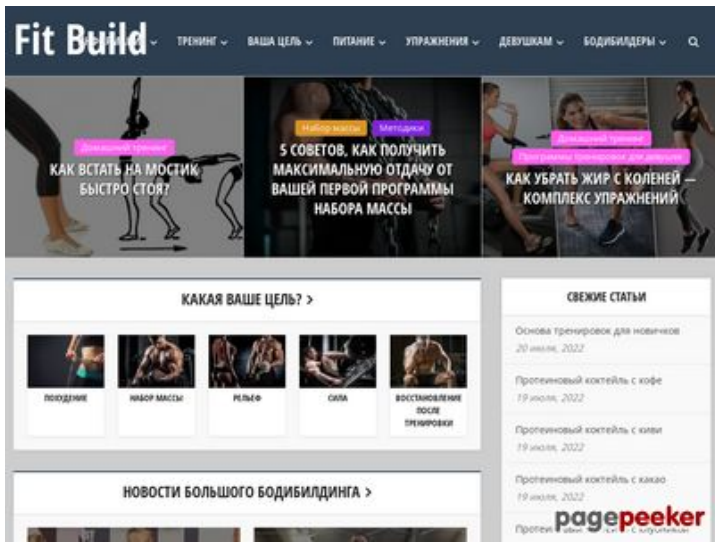 Fit Build
ТРЕНИНГ
ВАША ЦЕЛЬ
ПИТАНИЕ
УПРАЖНЕНИЯ
ДЕВУШКАМ
БОДИБИЛДЕРЫ
Домашний тренинг
КАК ВСТАТЬ НА МОСТИК
БЫСТРО СТОЯ?
Набор массы
Методики
5 СОВЕТОВ, КАК ПОЛУЧИТЬ
МАКСИМАЛЬНУЮ ОТДАЧУ ОТ
ВАШЕЙ ПЕРВОЙ ПРОГРАММЫ
НАБОРА МАССЫ
Домашний тренинг
Программы тренировок для девушек
КАК УБРАТЬ ЖИР С КОЛЕНЕЙ —
КОМПЛЕКС УПРАЖНЕНИЙ
КАКАЯ ВАШЕ ЦЕЛЬ? >
ПОХУДЕНИЕ
НАБОР МАССЫ
РЕЛЬЕФ
СИЛА
ВОССТАНОВЛЕНИЕ
ПОСЛЕ
ТРЕНИРОВКИ
НОВОСТИ БОЛЬШОГО БОДИБИЛДИНГА >
СВЕЖИЕ СТАТЬИ
Основа тренировок для новичков
20 июля, 2022
Протеиновый коктейль с кофе
19 июля, 2022
Протеиновый коктейль с киви
19 июля, 2022
Протеиновый коктейль с какао
19 июля, 2022
pagepeeker